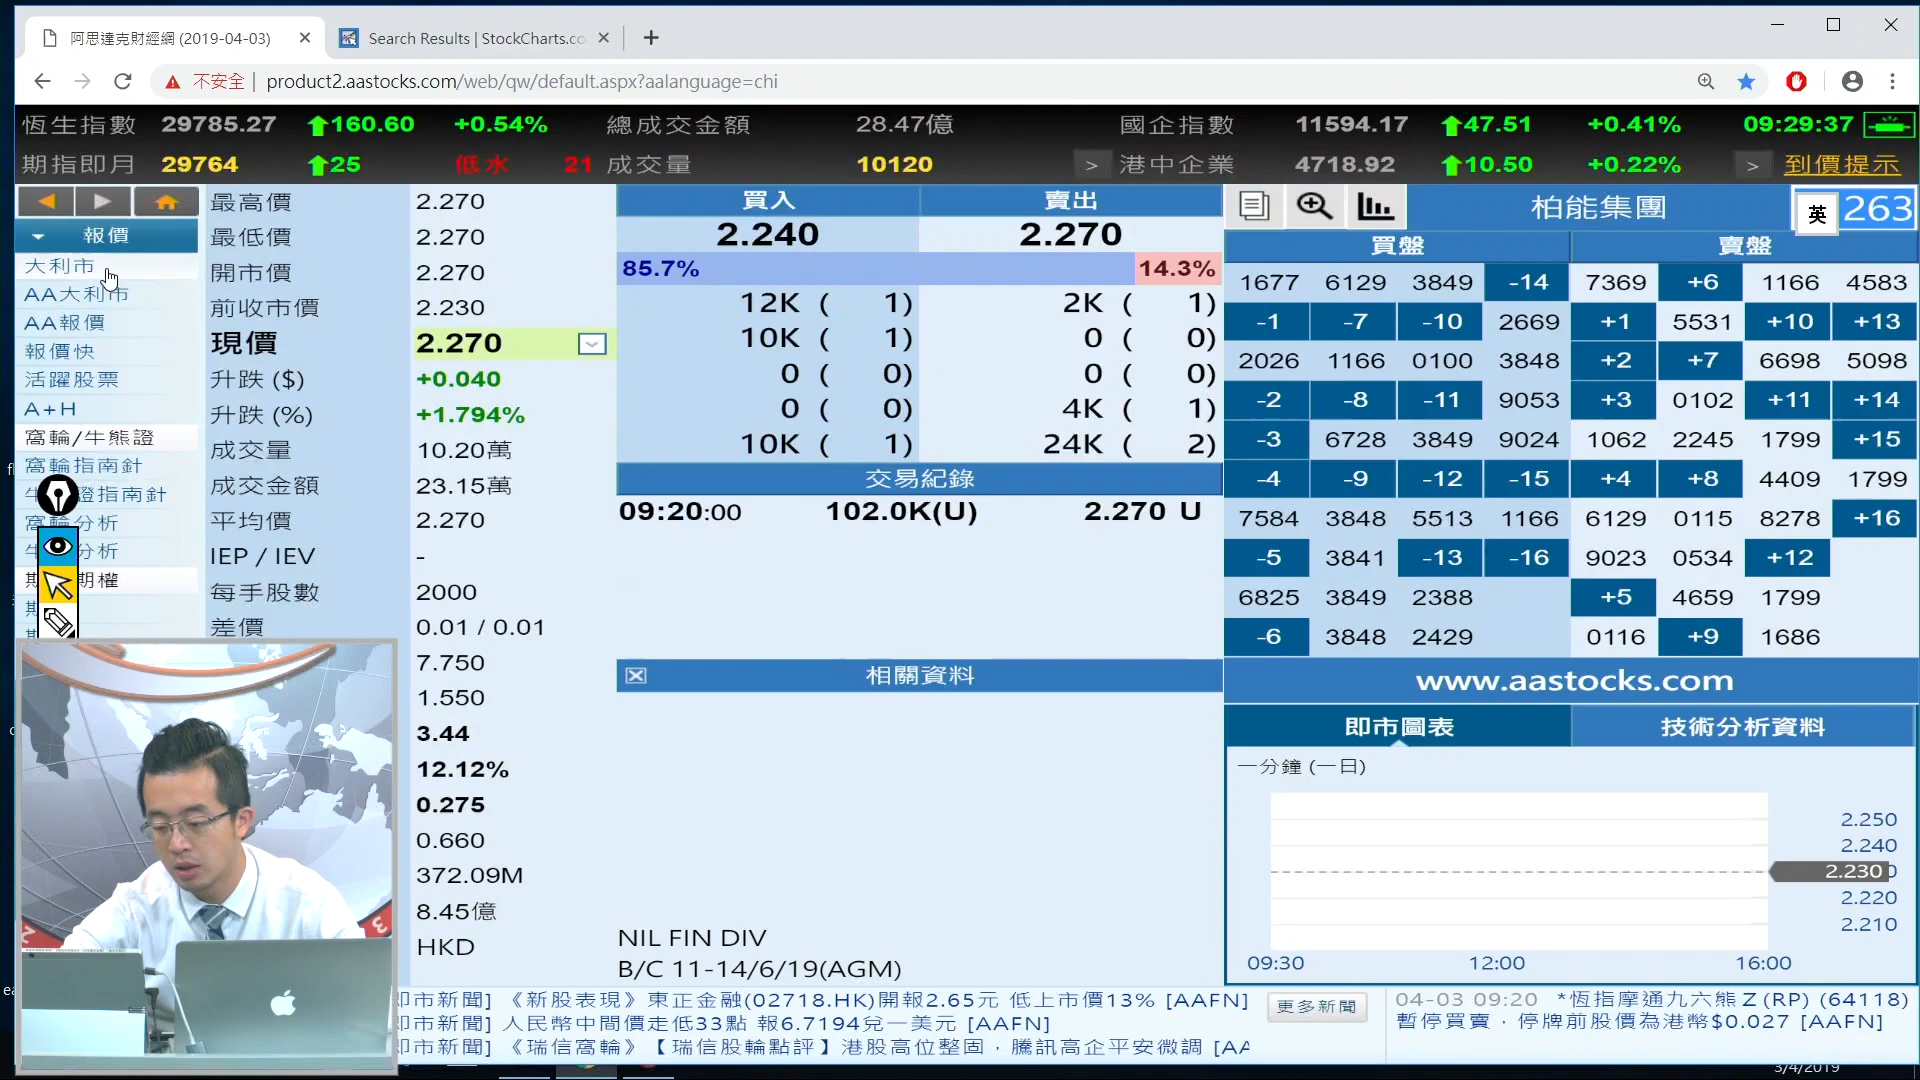 阿思達克財經網 (2019-04-03)
Search Results | StockCharts.co
不安全 | product2.aastocks.com/web/qw/default.aspx?aalanguage=chi
恆生指數 29785.27 160.60 +0.54% 總成交金額 28.47億 國企指數 11594.17 47.51 +0.41% 09:29:37
期指即月 29764 25 低水 21 成交量 10120 > 港中企業 4718.92 10.50 +0.22% > 到價提示
報價
大利市
AA大利市
AA報價
報價快
活躍股票
A+H
窩輪/牛熊證
窩輪指南針
證指南針
窩輪分析
分析
期權
最高價 2.270
最低價 2.270
開市價 2.270
前收市價 2.230
現價 2.270
升跌 ($) +0.040
升跌 (%) +1.794%
成交量 10.20萬
成交金額 23.15萬
平均價 2.270
IEP / IEV -
每手股數 2000
差價 0.01 / 0.01
7.750
1.550
3.44
12.12%
0.275
0.660
372.09M
8.45億
HKD
買入 賣出
2.240 2.270
85.7% 14.3%
12K ( 1) 2K ( 1)
10K ( 1) 0 ( 0)
0 ( 0) 0 ( 0)
0 ( 0) 4K ( 1)
10K ( 1) 24K ( 2)
交易紀錄
09:20:00 102.0K(U) 2.270 U
相關資料
NIL FIN DIV
B/C 11-14/6/19(AGM)
柏能集團 英 263
買盤 賣盤
1677 6129 3849 -14 7369 +6 1166 4583
-1 -7 -10 2669 +1 5531 +10 +13
2026 1166 0100 3848 +2 +7 6698 5098
-2 -8 -11 9053 +3 0102 +11 +14
-3 6728 3849 9024 1062 2245 1799 +15
-4 -9 -12 -15 +4 +8 4409 1799
7584 3848 5513 1166 6129 0115 8278 +16
-5 3841 -13 -16 9023 0534 +12
6825 3849 2388 +5 4659 1799
-6 3848 2429 0116 +9 1686
www.aastocks.com
即市圖表 技術分析資料
一分鐘 (一日)
2.250
2.240
2.230
2.220
2.210
09:30 12:00 16:00
即市新聞] 《新股表現》東正金融(02718.HK)開報2.65元 低上市價13% [AAFN]
即市新聞] 人民幣中間價走低33點 報6.7194兌一美元 [AAFN]
即市新聞] 《瑞信窩輪》【瑞信股輪點評】港股高位整固﹐騰訊高企平安微調 [AA
更多新聞
04-03 09:20 *恆指摩通九六熊Z(RP) (64118)
暫停買賣﹐停牌前股價為港幣$0.027 [AAFN]
3/4/2019